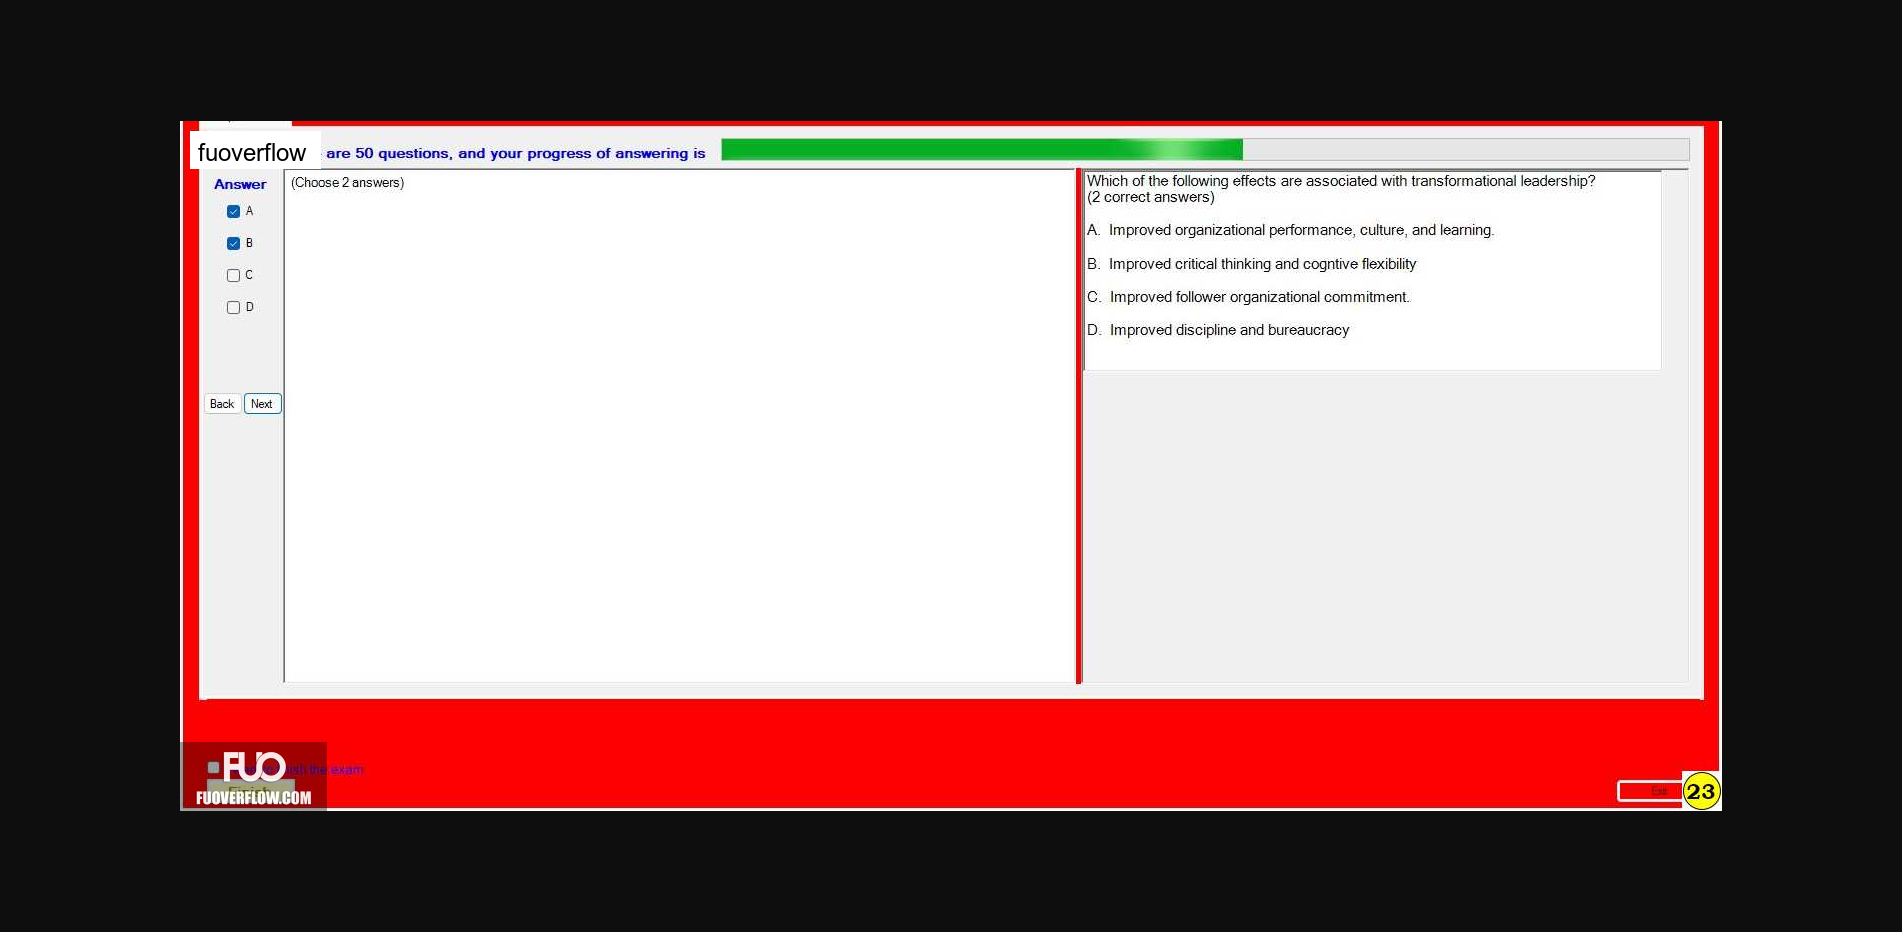 fuoverflow are 50 questions, and your progress of answering is
Answer
(Choose 2 answers)
A
B
C
D
Back Next
Which of the following effects are associated with transformational leadership?
(2 correct answers)
A. Improved organizational performance, culture, and learning.
B. Improved critical thinking and cogntive flexibility
C. Improved follower organizational commitment.
D. Improved discipline and bureaucracy
FUO
the exam
Finish
FUOVERFLOW.COM
Exit
23